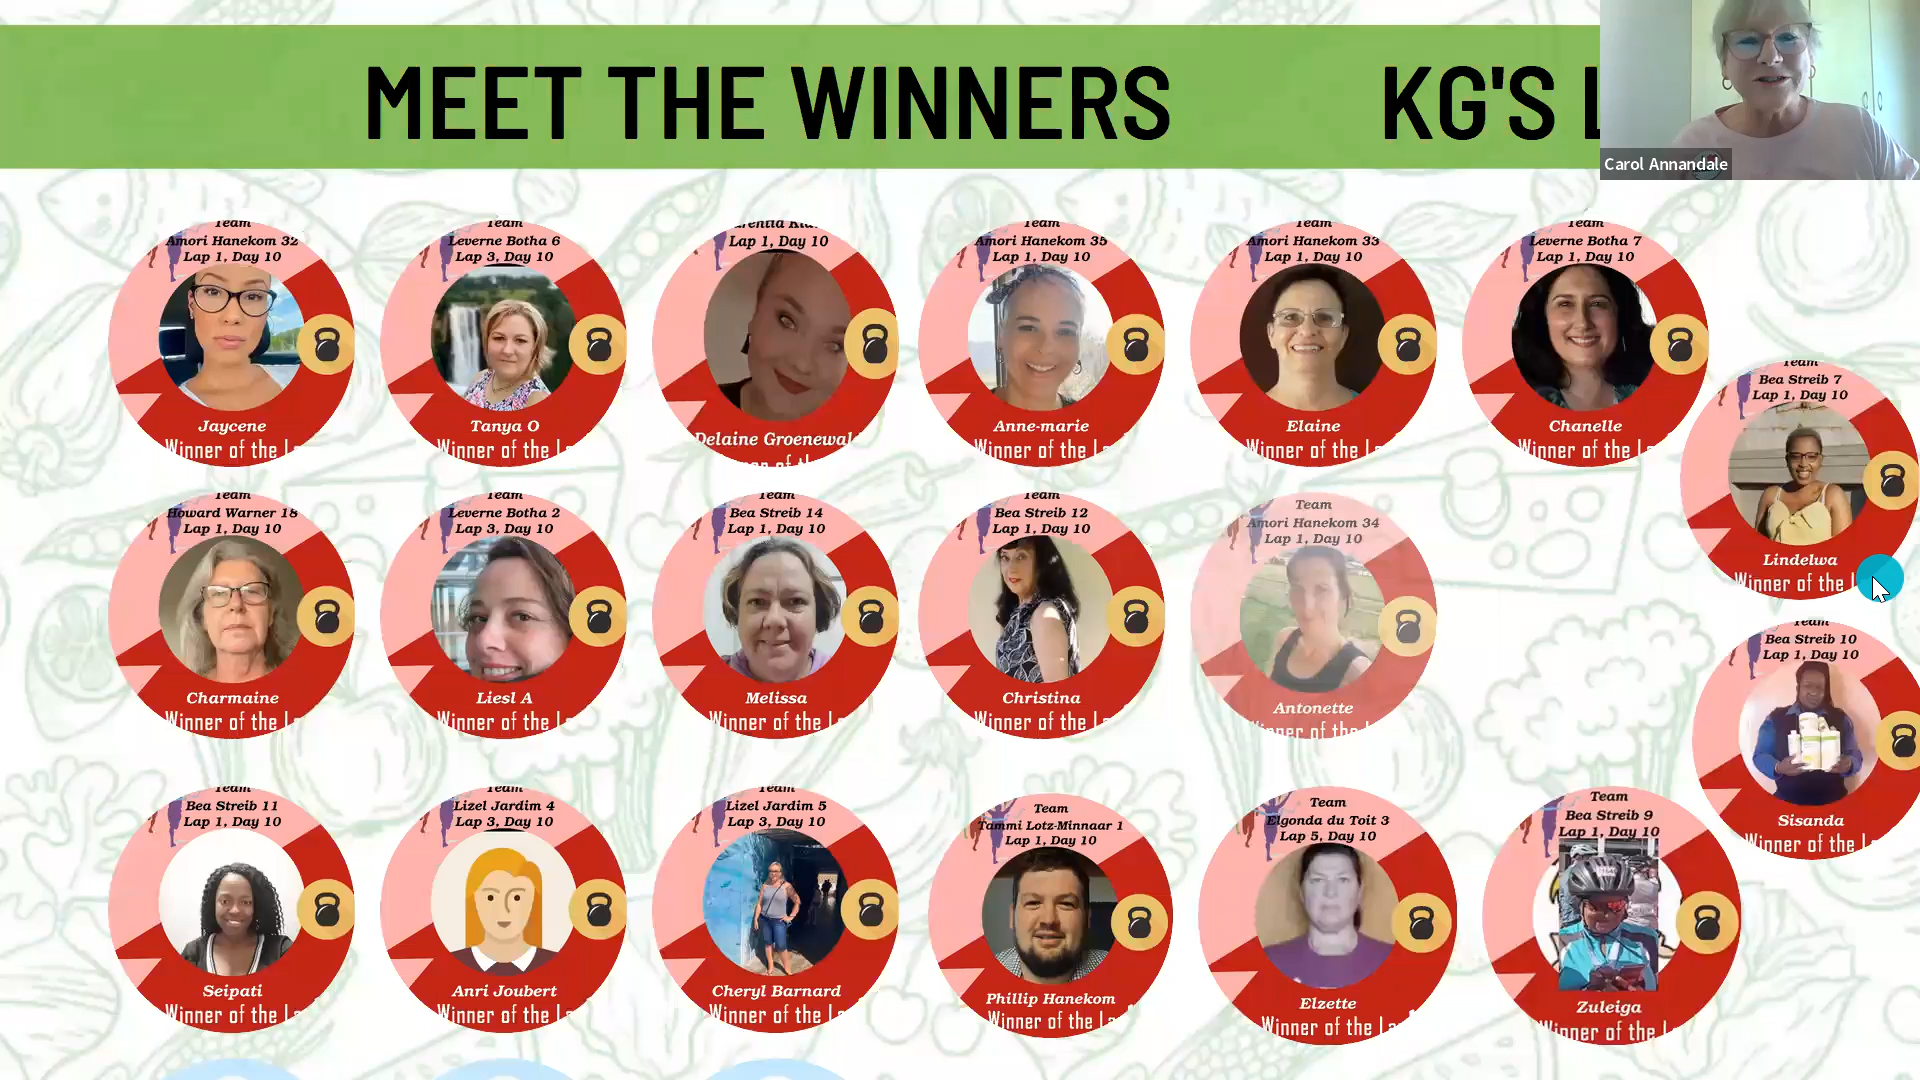 MEET THE WINNERS KG'S
Carol Annandale
Team
Amori Hanekom 32
Lap 1, Day 10
Jaycene
Winner of the
Team
Leverne Botha 6
Lap 3, Day 10
Tanya O
Winner of the
Lap 1, Day 10
Delaine Groenewal
Team
Amori Hanekom 35
Lap 1, Day 10
Anne-marie
Winner of the
Team
Amori Hanekom 33
Lap 1, Day 10
Elaine
Winner of the
Team
Leverne Botha 7
Lap 1, Day 10
Chanelle
Winner of the
Team
Bea Streib 7
Lap 1, Day 10
Lindelwa
Winner of the
Team
Howard Warner 18
Lap 1, Day 10
Charmaine
Winner of the
Team
Leverne Botha 2
Lap 3, Day 10
Liesl A
Winner of the
Team
Bea Streib 14
Lap 1, Day 10
Melissa
Winner of the
Team
Bea Streib 12
Lap 1, Day 10
Christina
Winner of the
Team
Amori Hanekom 34
Lap 1, Day 10
Antonette
Winner of the
Team
Bea Streib 10
Lap 1, Day 10
Sisanda
Winner of the
Team
Bea Streib 11
Lap 1, Day 10
Seipati
Winner of the
Team
Lizel Jardim 4
Lap 3, Day 10
Anri Joubert
Winner of the
Team
Lizel Jardim 5
Lap 3, Day 10
Cheryl Barnard
Winner of the
Team
Tammi Lotz-Minnaar 1
Lap 1, Day 10
Phillip Hanekom
Winner of the
Team
Elgonda du Toit 3
Lap 5, Day 10
Elzette
Winner of the
Team
Bea Streib 9
Lap 1, Day 10
Zuleiga
Winner of the